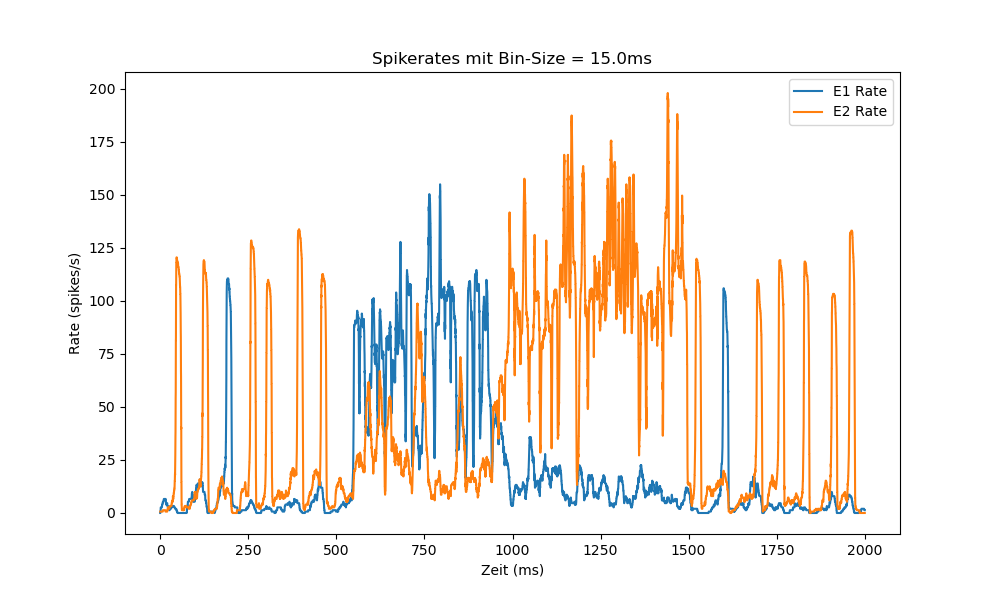 Spikerates mit Bin-Size = 15.0ms
E1 Rate
E2 Rate
Rate (spikes/s)
200
175
150
125
100
75
50
25
0
0 250 500 750 1000 1250 1500 1750 2000
Zeit (ms)